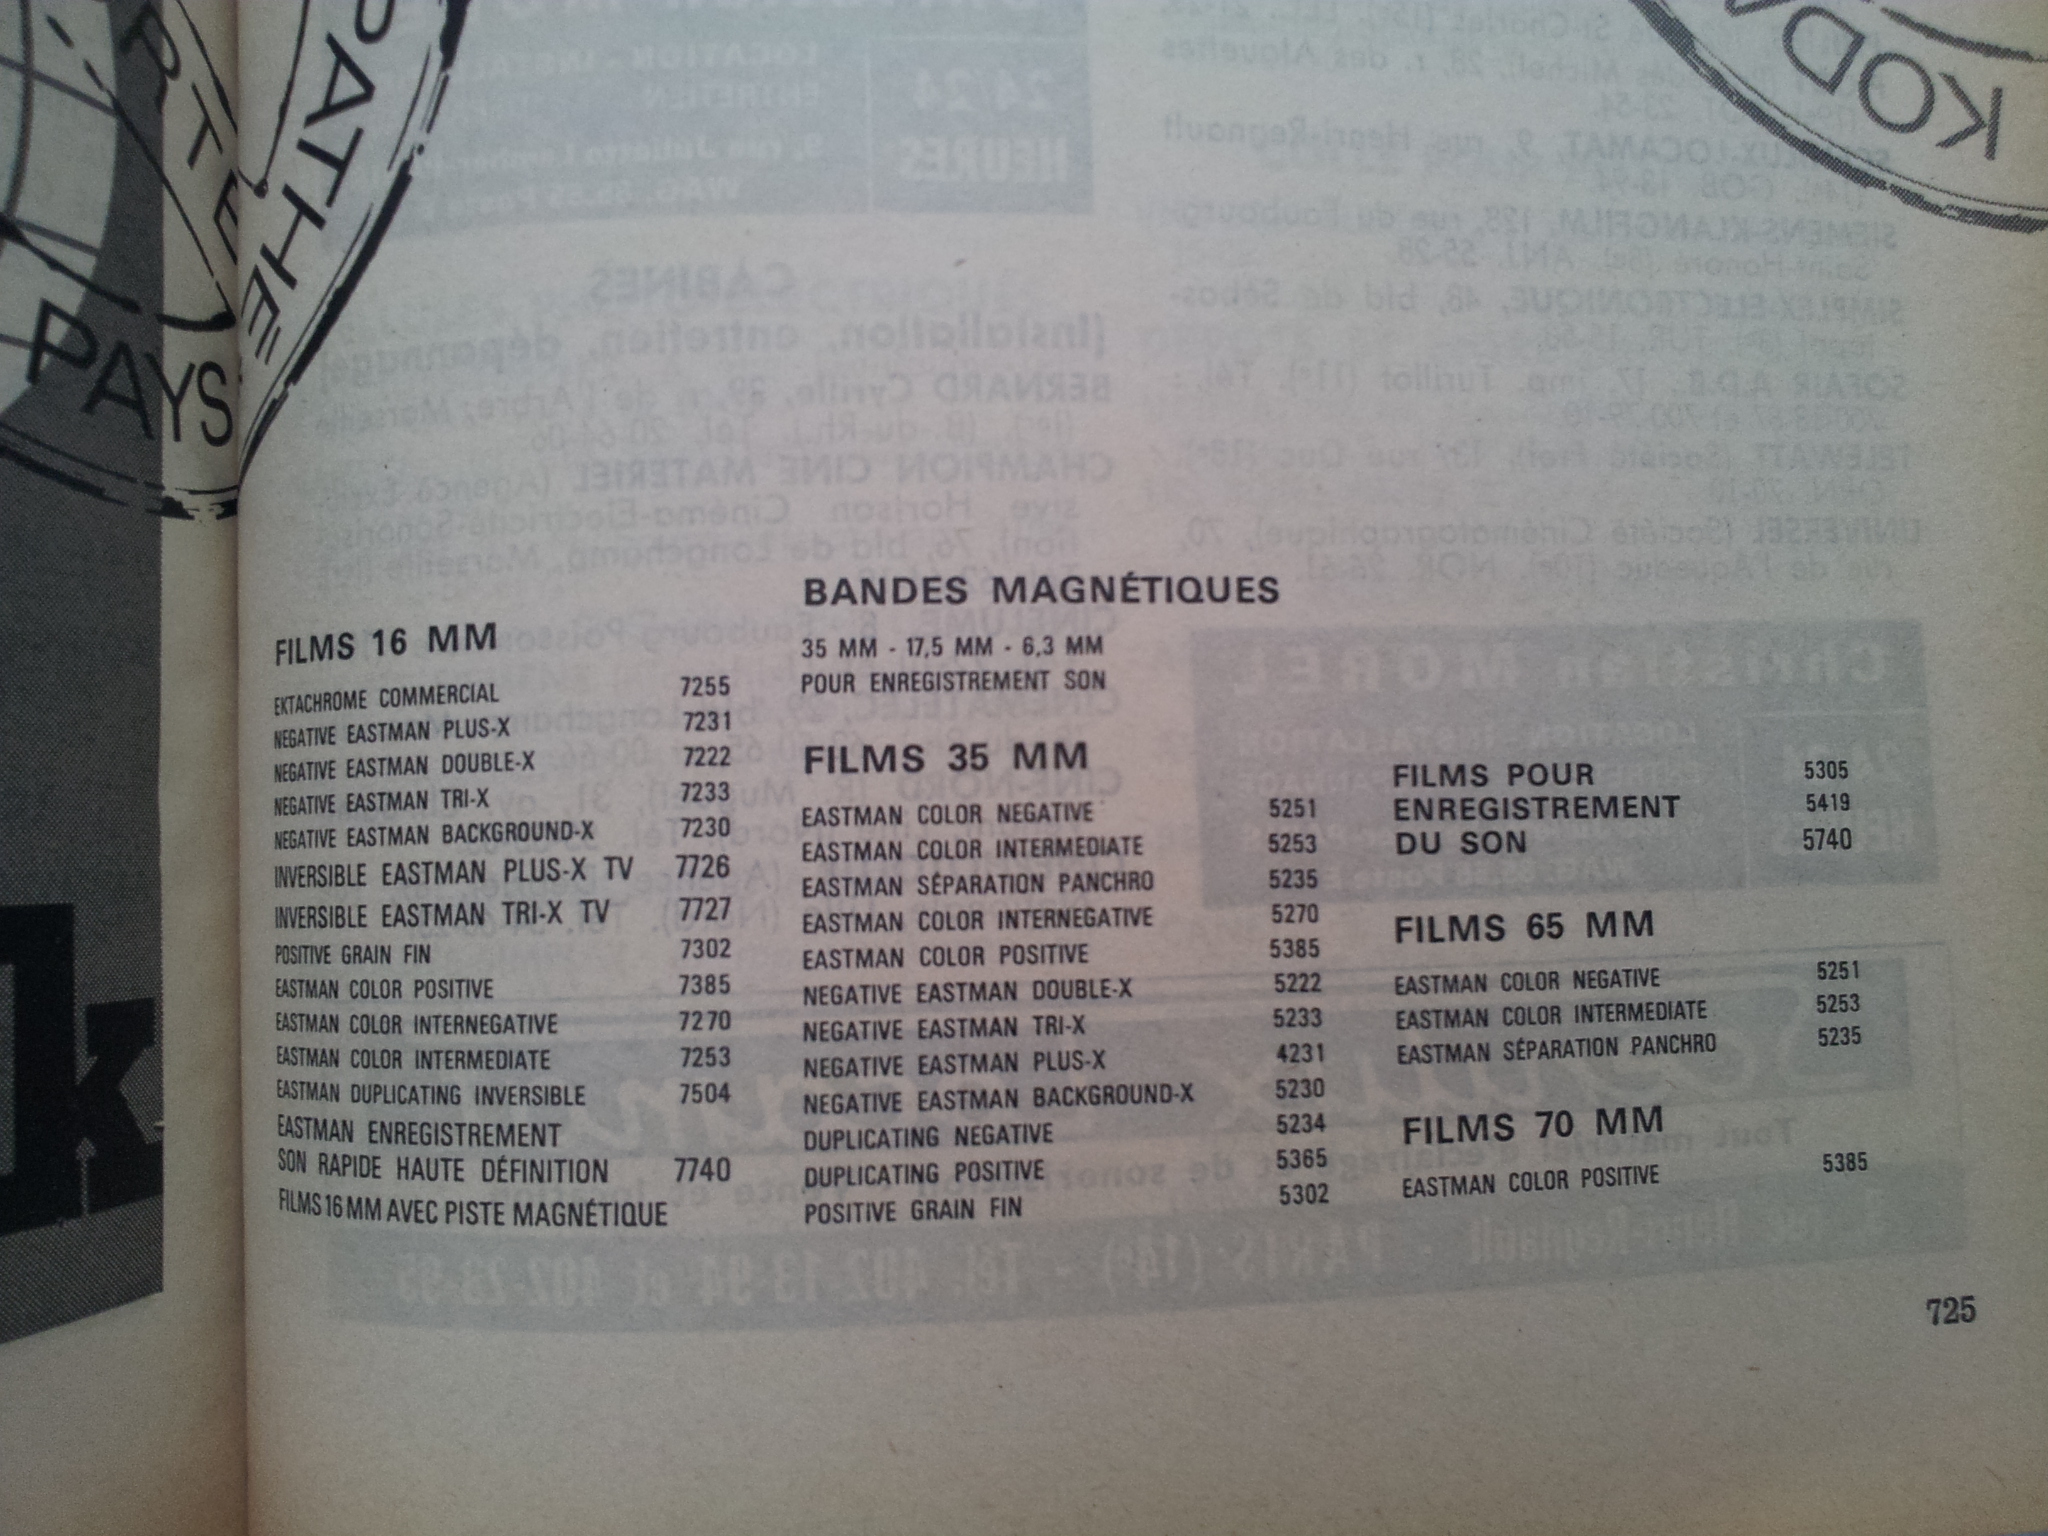 RTE
PAYS
PATHÉ
KODA
k
FILMS 16 MM
EKTACHROME COMMERCIAL 7255
NEGATIVE EASTMAN PLUS-X 7231
NEGATIVE EASTMAN DOUBLE-X 7222
NEGATIVE EASTMAN TRI-X 7233
NEGATIVE EASTMAN BACKGROUND-X 7230
INVERSIBLE EASTMAN PLUS-X TV 7726
INVERSIBLE EASTMAN TRI-X TV 7727
POSITIVE GRAIN FIN 7302
EASTMAN COLOR POSITIVE 7385
EASTMAN COLOR INTERNEGATIVE 7270
EASTMAN COLOR INTERMEDIATE 7253
EASTMAN DUPLICATING INVERSIBLE 7504
EASTMAN ENREGISTREMENT
SON RAPIDE HAUTE DÉFINITION 7740
FILMS 16 MM AVEC PISTE MAGNÉTIQUE
BANDES MAGNÉTIQUES
35 MM - 17,5 MM - 6,3 MM
POUR ENREGISTREMENT SON
FILMS 35 MM
EASTMAN COLOR NEGATIVE 5251
EASTMAN COLOR INTERMEDIATE 5253
EASTMAN SÉPARATION PANCHRO 5235
EASTMAN COLOR INTERNEGATIVE 5270
EASTMAN COLOR POSITIVE 5385
NEGATIVE EASTMAN DOUBLE-X 5222
NEGATIVE EASTMAN TRI-X 5233
NEGATIVE EASTMAN PLUS-X 4231
NEGATIVE EASTMAN BACKGROUND-X 5230
DUPLICATING NEGATIVE 5234
DUPLICATING POSITIVE 5365
POSITIVE GRAIN FIN 5302
FILMS POUR 5305
ENREGISTREMENT 5419
DU SON 5740
FILMS 65 MM
EASTMAN COLOR NEGATIVE 5251
EASTMAN COLOR INTERMEDIATE 5253
EASTMAN SÉPARATION PANCHRO 5235
FILMS 70 MM
EASTMAN COLOR POSITIVE 5385
725